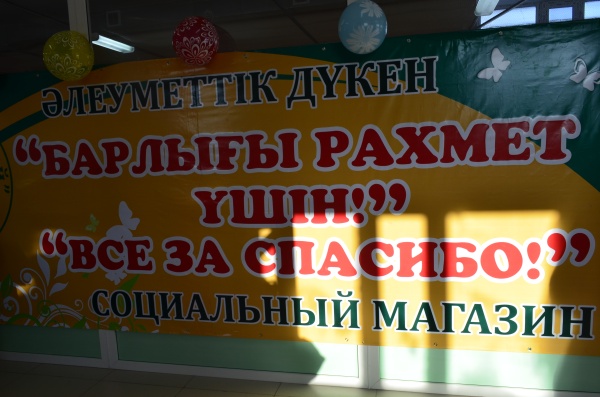 ӘЛЕУМЕТТІК ДҮКЕН
“БАРЛЫҒЫ РАХМЕТ
ҮШІН!”
“ВСЕ ЗА СПАСИБО!”
СОЦИАЛЬНЫЙ МАГАЗИН